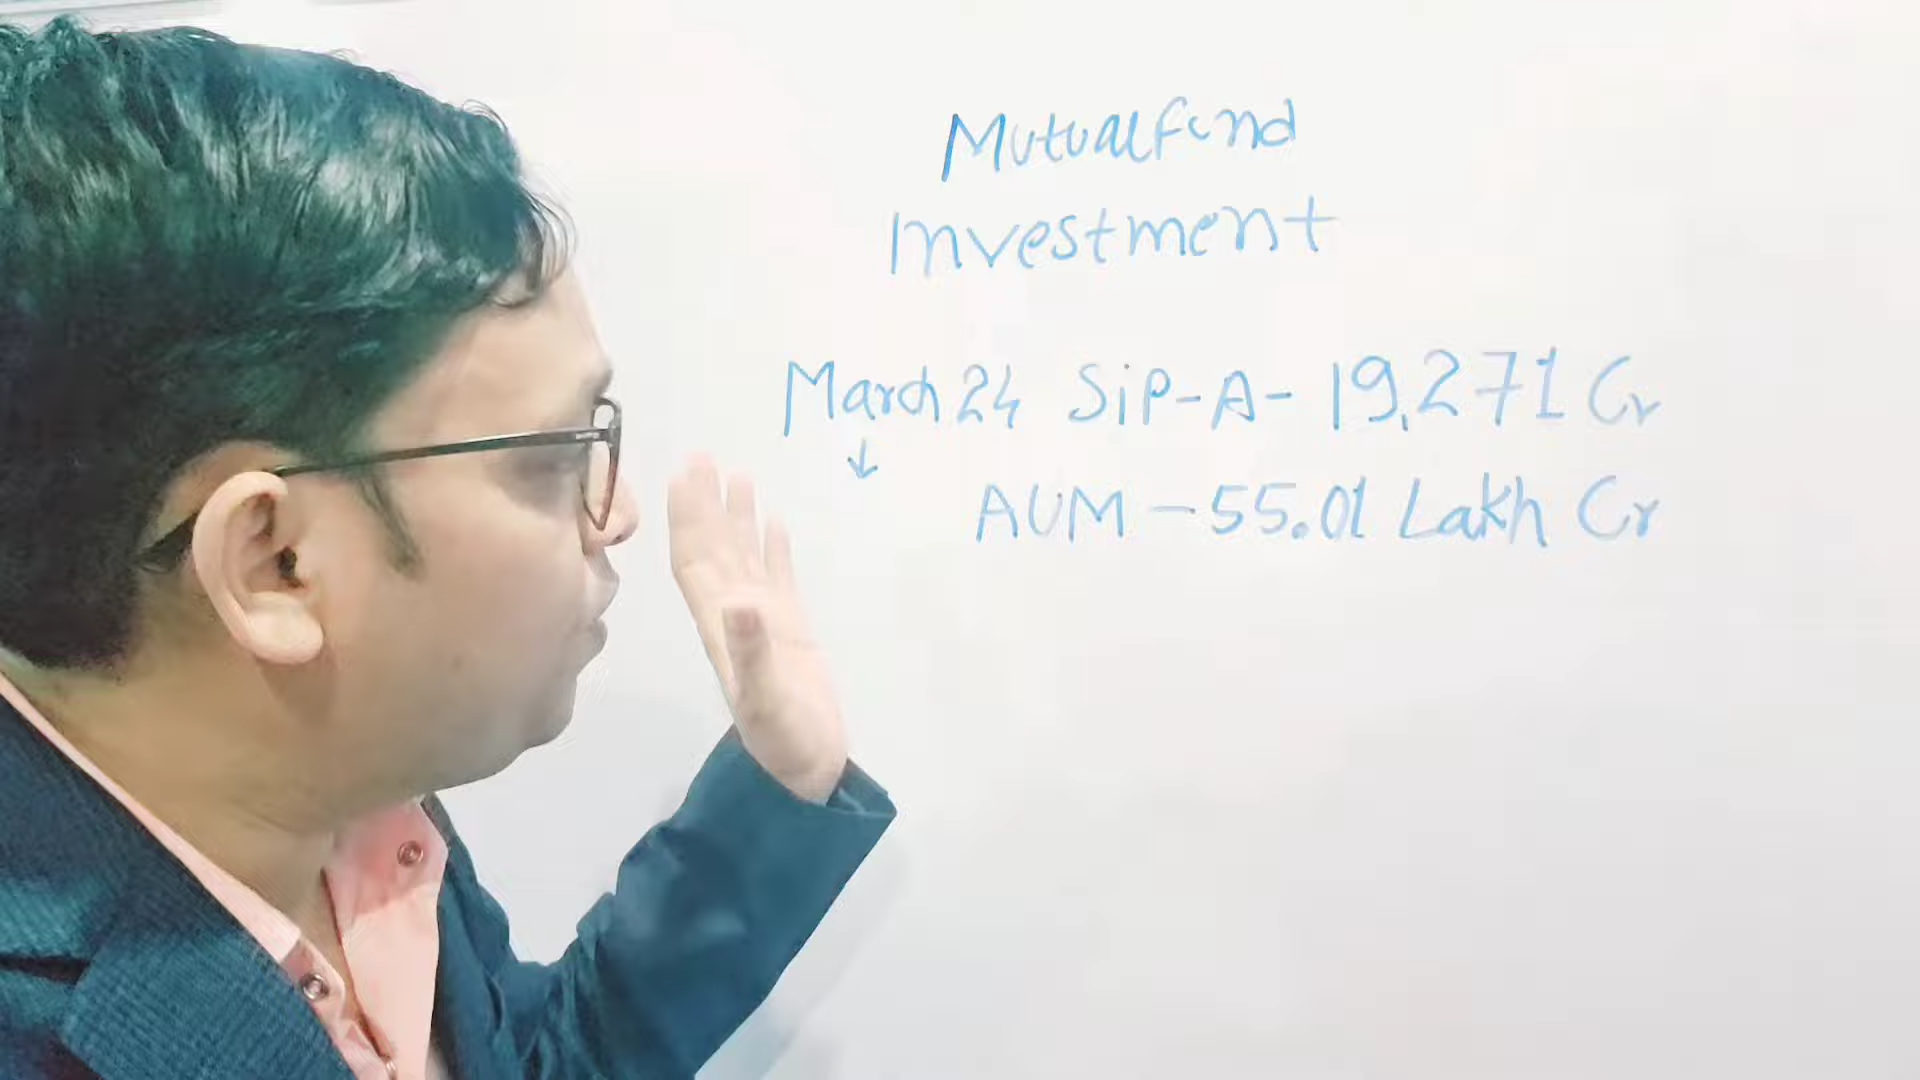 Mutualfund
Investment
March 24 SiP-A- 19,271 Cr
↓
AUM - 55.01 Lakh Cr